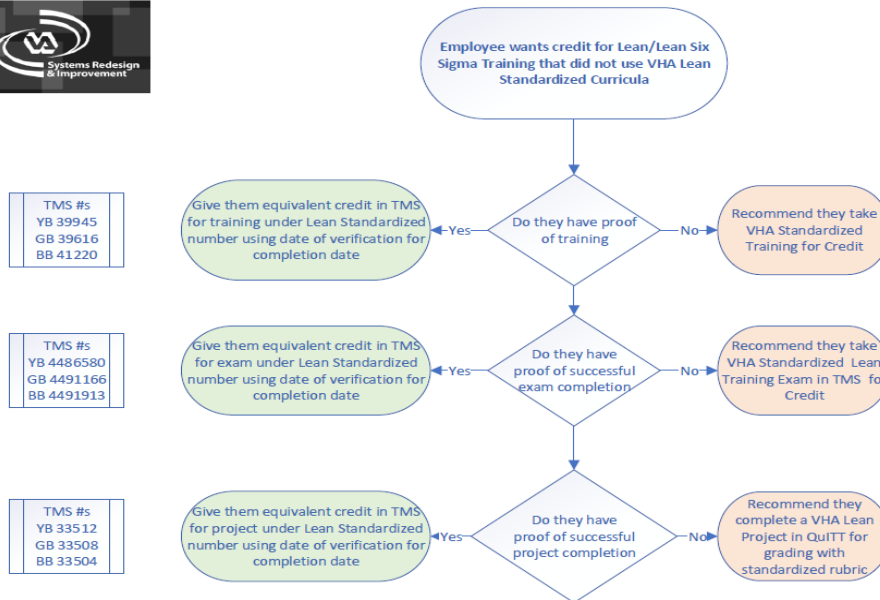 VA
Systems Redesign
& Improvement
Employee wants credit for Lean/Lean Six
Sigma Training that did not use VHA Lean
Standardized Curricula
TMS #s
YB 39945
GB 39616
BB 41220
Give them equivalent credit in TMS
for training under Lean Standardized
number using date of verification for
completion date
Yes
Do they have proof
of training
No
Recommend they take
VHA Standardized
Training for Credit
TMS #s
YB 4486580
GB 4491166
BB 4491913
Give them equivalent credit in TMS
for exam under Lean Standardized
number using date of verification for
completion date
Yes
Do they have
proof of successful
exam completion
No
Recommend they take
VHA Standardized Lean
Training Exam in TMS fo
Credit
TMS #s
YB 33512
GB 33508
BB 33504
Give them equivalent credit in TMS
for project under Lean Standardized
number using date of verification for
completion date
Yes
Do they have
proof of successful
project completion
No
Recommend they
complete a VHA Lean
Project in QuITT for
grading with
standardized rubric